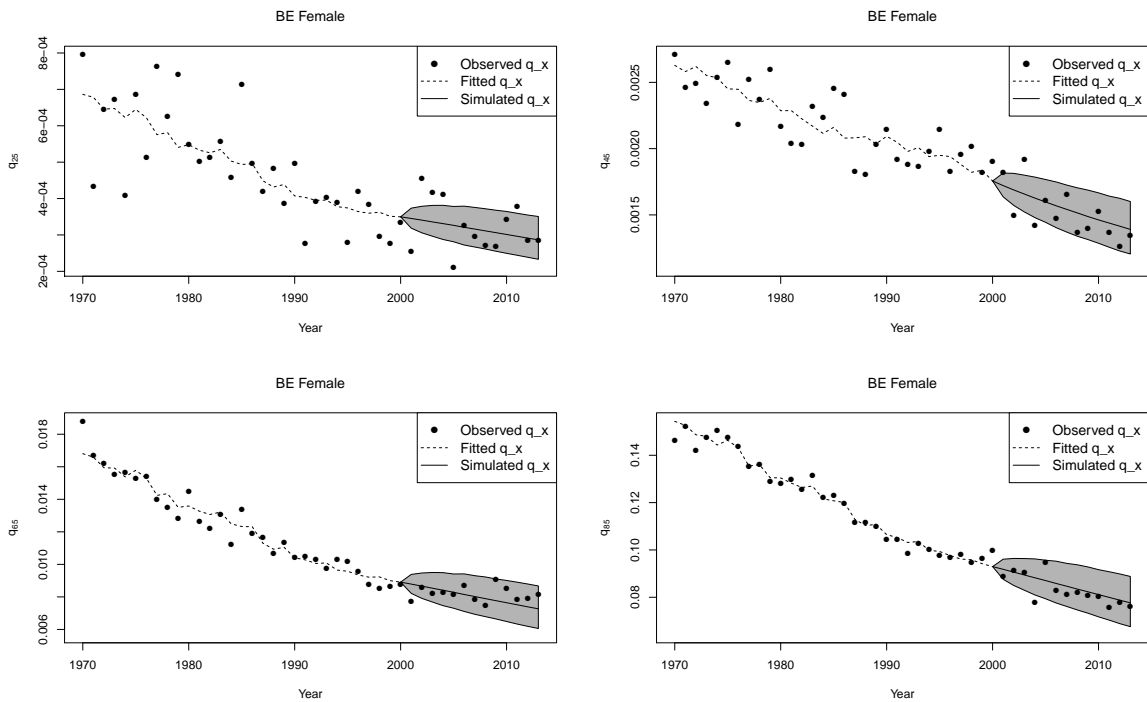 BE Female
8e−04
6e−04
4e−04
2e−04
q25
Observed q_x
Fitted q_x
Simulated q_x
1970 1980 1990 2000 2010
Year
BE Female
0.0025
0.0020
0.0015
q45
Observed q_x
Fitted q_x
Simulated q_x
1970 1980 1990 2000 2010
Year
BE Female
0.018
0.014
0.010
0.006
q65
Observed q_x
Fitted q_x
Simulated q_x
1970 1980 1990 2000 2010
Year
BE Female
0.14
0.12
0.10
0.08
q85
Observed q_x
Fitted q_x
Simulated q_x
1970 1980 1990 2000 2010
Year